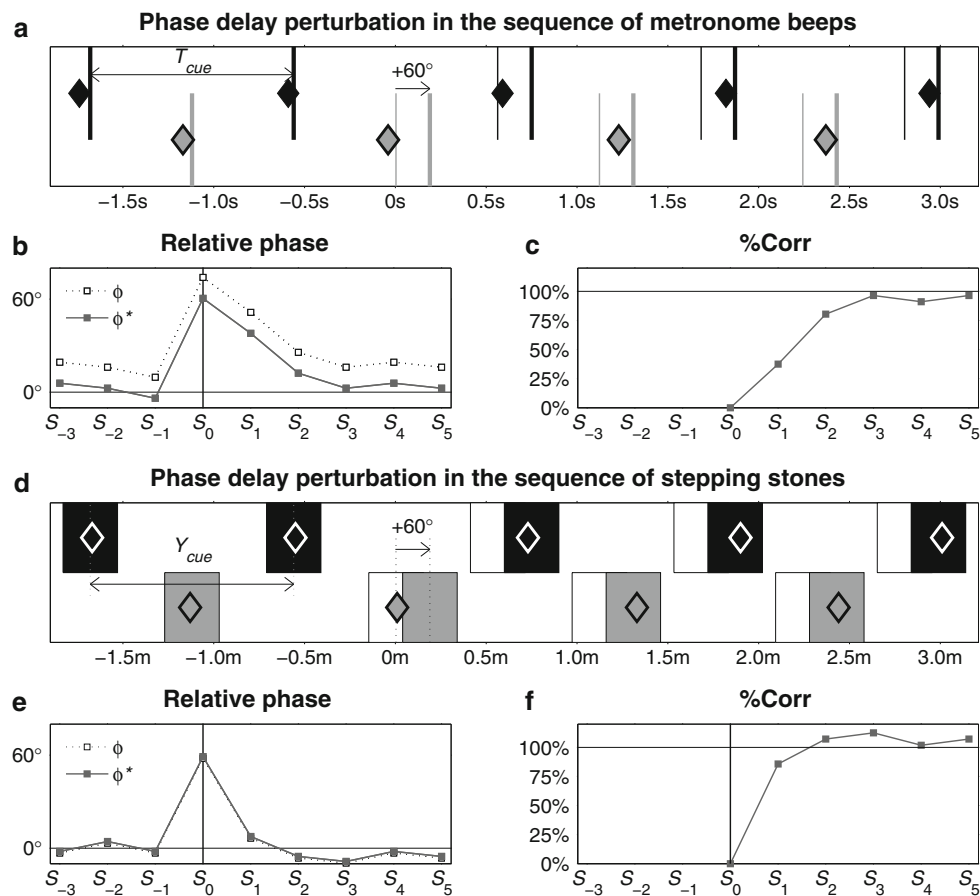 a Phase delay perturbation in the sequence of metronome beeps
T_cue
+60°
−1.5s −1.0s −0.5s 0s 0.5s 1.0s 1.5s 2.0s 2.5s 3.0s
b Relative phase
60°
0°
ϕ
ϕ*
S_−3 S_−2 S_−1 S_0 S_1 S_2 S_3 S_4 S_5
c %Corr
100%
75%
50%
25%
0%
S_−3 S_−2 S_−1 S_0 S_1 S_2 S_3 S_4 S_5
d Phase delay perturbation in the sequence of stepping stones
Y_cue
+60°
−1.5m −1.0m −0.5m 0m 0.5m 1.0m 1.5m 2.0m 2.5m 3.0m
e Relative phase
60°
0°
ϕ
ϕ*
S_−3 S_−2 S_−1 S_0 S_1 S_2 S_3 S_4 S_5
f %Corr
100%
75%
50%
25%
0%
S_−3 S_−2 S_−1 S_0 S_1 S_2 S_3 S_4 S_5